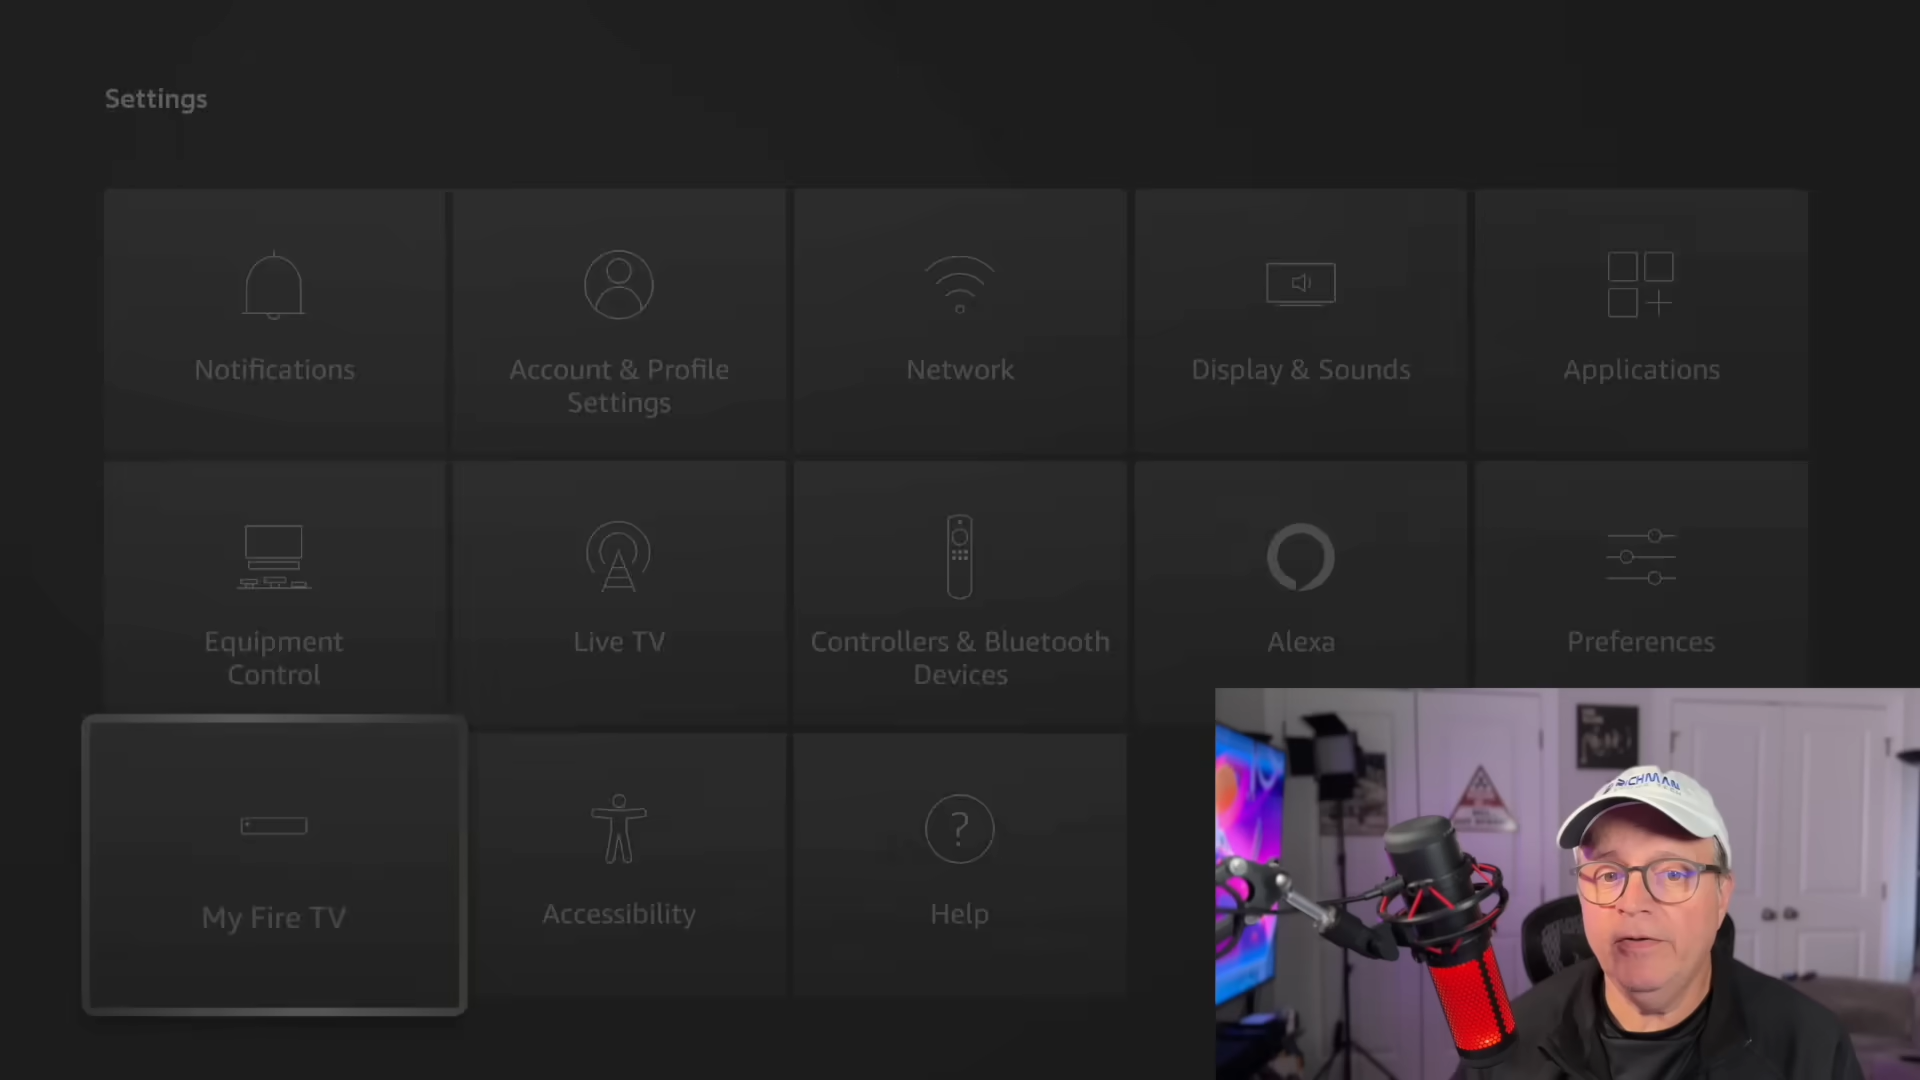 Settings
Notifications
Account & Profile
Settings
Network
Display & Sounds
Applications
Equipment
Control
Live TV
Controllers & Bluetooth
Devices
Alexa
Preferences
My Fire TV
Accessibility
?
Help
RICHMAN